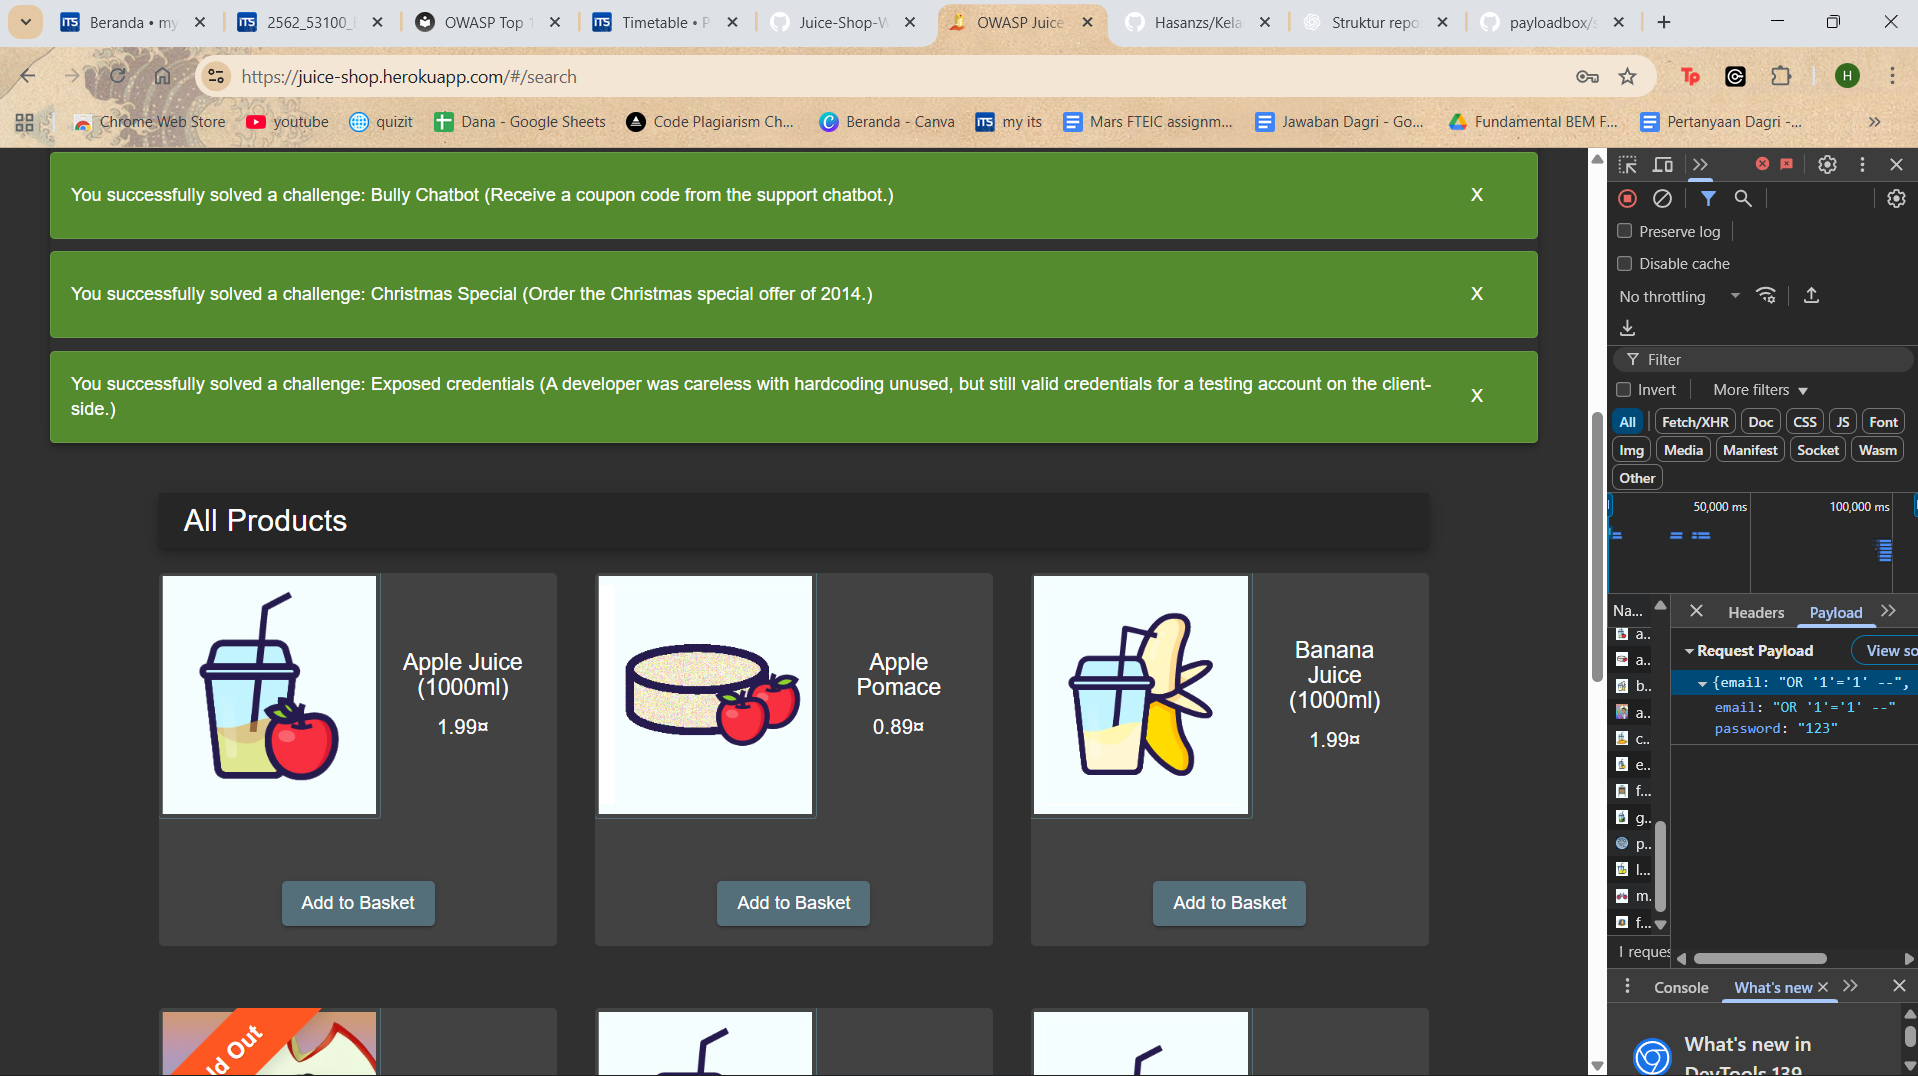 Beranda • my
2562_53100_
OWASP Top 1
Timetable • P
Juice-Shop-W
OWASP Juice
Hasanzs/Kela
Struktur repo
payloadbox/s
https://juice-shop.herokuapp.com/#/search
Tp
H
Chrome Web Store
youtube
quizit
Dana - Google Sheets
Code Plagiarism Ch...
Beranda - Canva
my its
Mars FTEIC assignm...
Jawaban Dagri - Go...
Fundamental BEM F...
Pertanyaan Dagri -...
You successfully solved a challenge: Bully Chatbot (Receive a coupon code from the support chatbot.)
X
You successfully solved a challenge: Christmas Special (Order the Christmas special offer of 2014.)
X
You successfully solved a challenge: Exposed credentials (A developer was careless with hardcoding unused, but still valid credentials for a testing account on the client-
side.)
X
All Products
Apple Juice
(1000ml)
1.99¤
Add to Basket
Apple
Pomace
0.89¤
Add to Basket
Banana
Juice
(1000ml)
1.99¤
Add to Basket
ld Out
Preserve log
Disable cache
No throttling
Filter
Invert
More filters
All
Fetch/XHR
Doc
CSS
JS
Font
Img
Media
Manifest
Socket
Wasm
Other
50,000 ms
100,000 ms
Na...
a..
a..
b..
a..
c..
e..
f...
g..
p..
l...
m.
f...
1 reques
Headers
Payload
Request Payload
View so
{email: "OR '1'='1' --",
email: "OR '1'='1' --"
password: "123"
Console
What's new
What's new in
DevTools 139